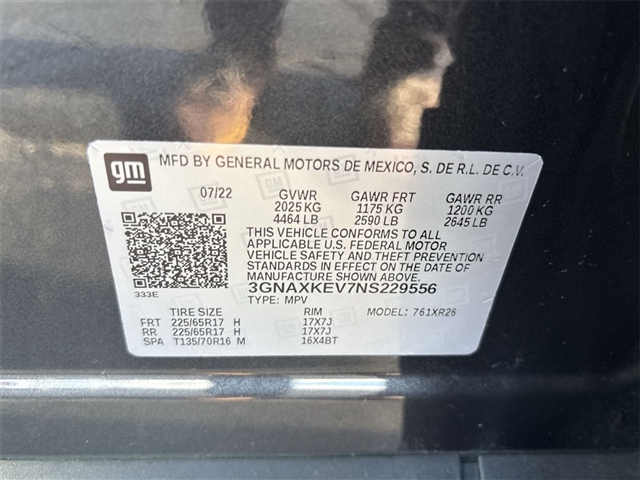 gm MFD BY GENERAL MOTORS DE MEXICO, S. DE R.L. DE C.V.
07/22 GVWR GAWR FRT GAWR RR
2025 KG 1175 KG 1200 KG
4464 LB 2590 LB 2645 LB
THIS VEHICLE CONFORMS TO ALL
APPLICABLE U.S. FEDERAL MOTOR
VEHICLE SAFETY AND THEFT PREVENTION
STANDARDS IN EFFECT ON THE DATE OF
MANUFACTURE SHOWN ABOVE.
333E 3GNAXKEV7NS229556
TYPE: MPV
TIRE SIZE RIM MODEL: 761XR26
FRT 225/65R17 H 17X7J
RR 225/65R17 H 17X7J
SPA T135/70R16 M 16X4BT